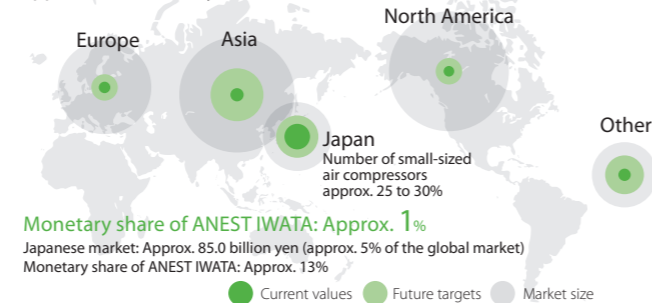 North America
Europe
Asia
Other
Japan
Number of small-sized
air compressors
approx. 25 to 30%
Monetary share of ANEST IWATA: Approx. 1%
Japanese market: Approx. 85.0 billion yen (approx. 5% of the global market)
Monetary share of ANEST IWATA: Approx. 13%
Current values
Future targets
Market size